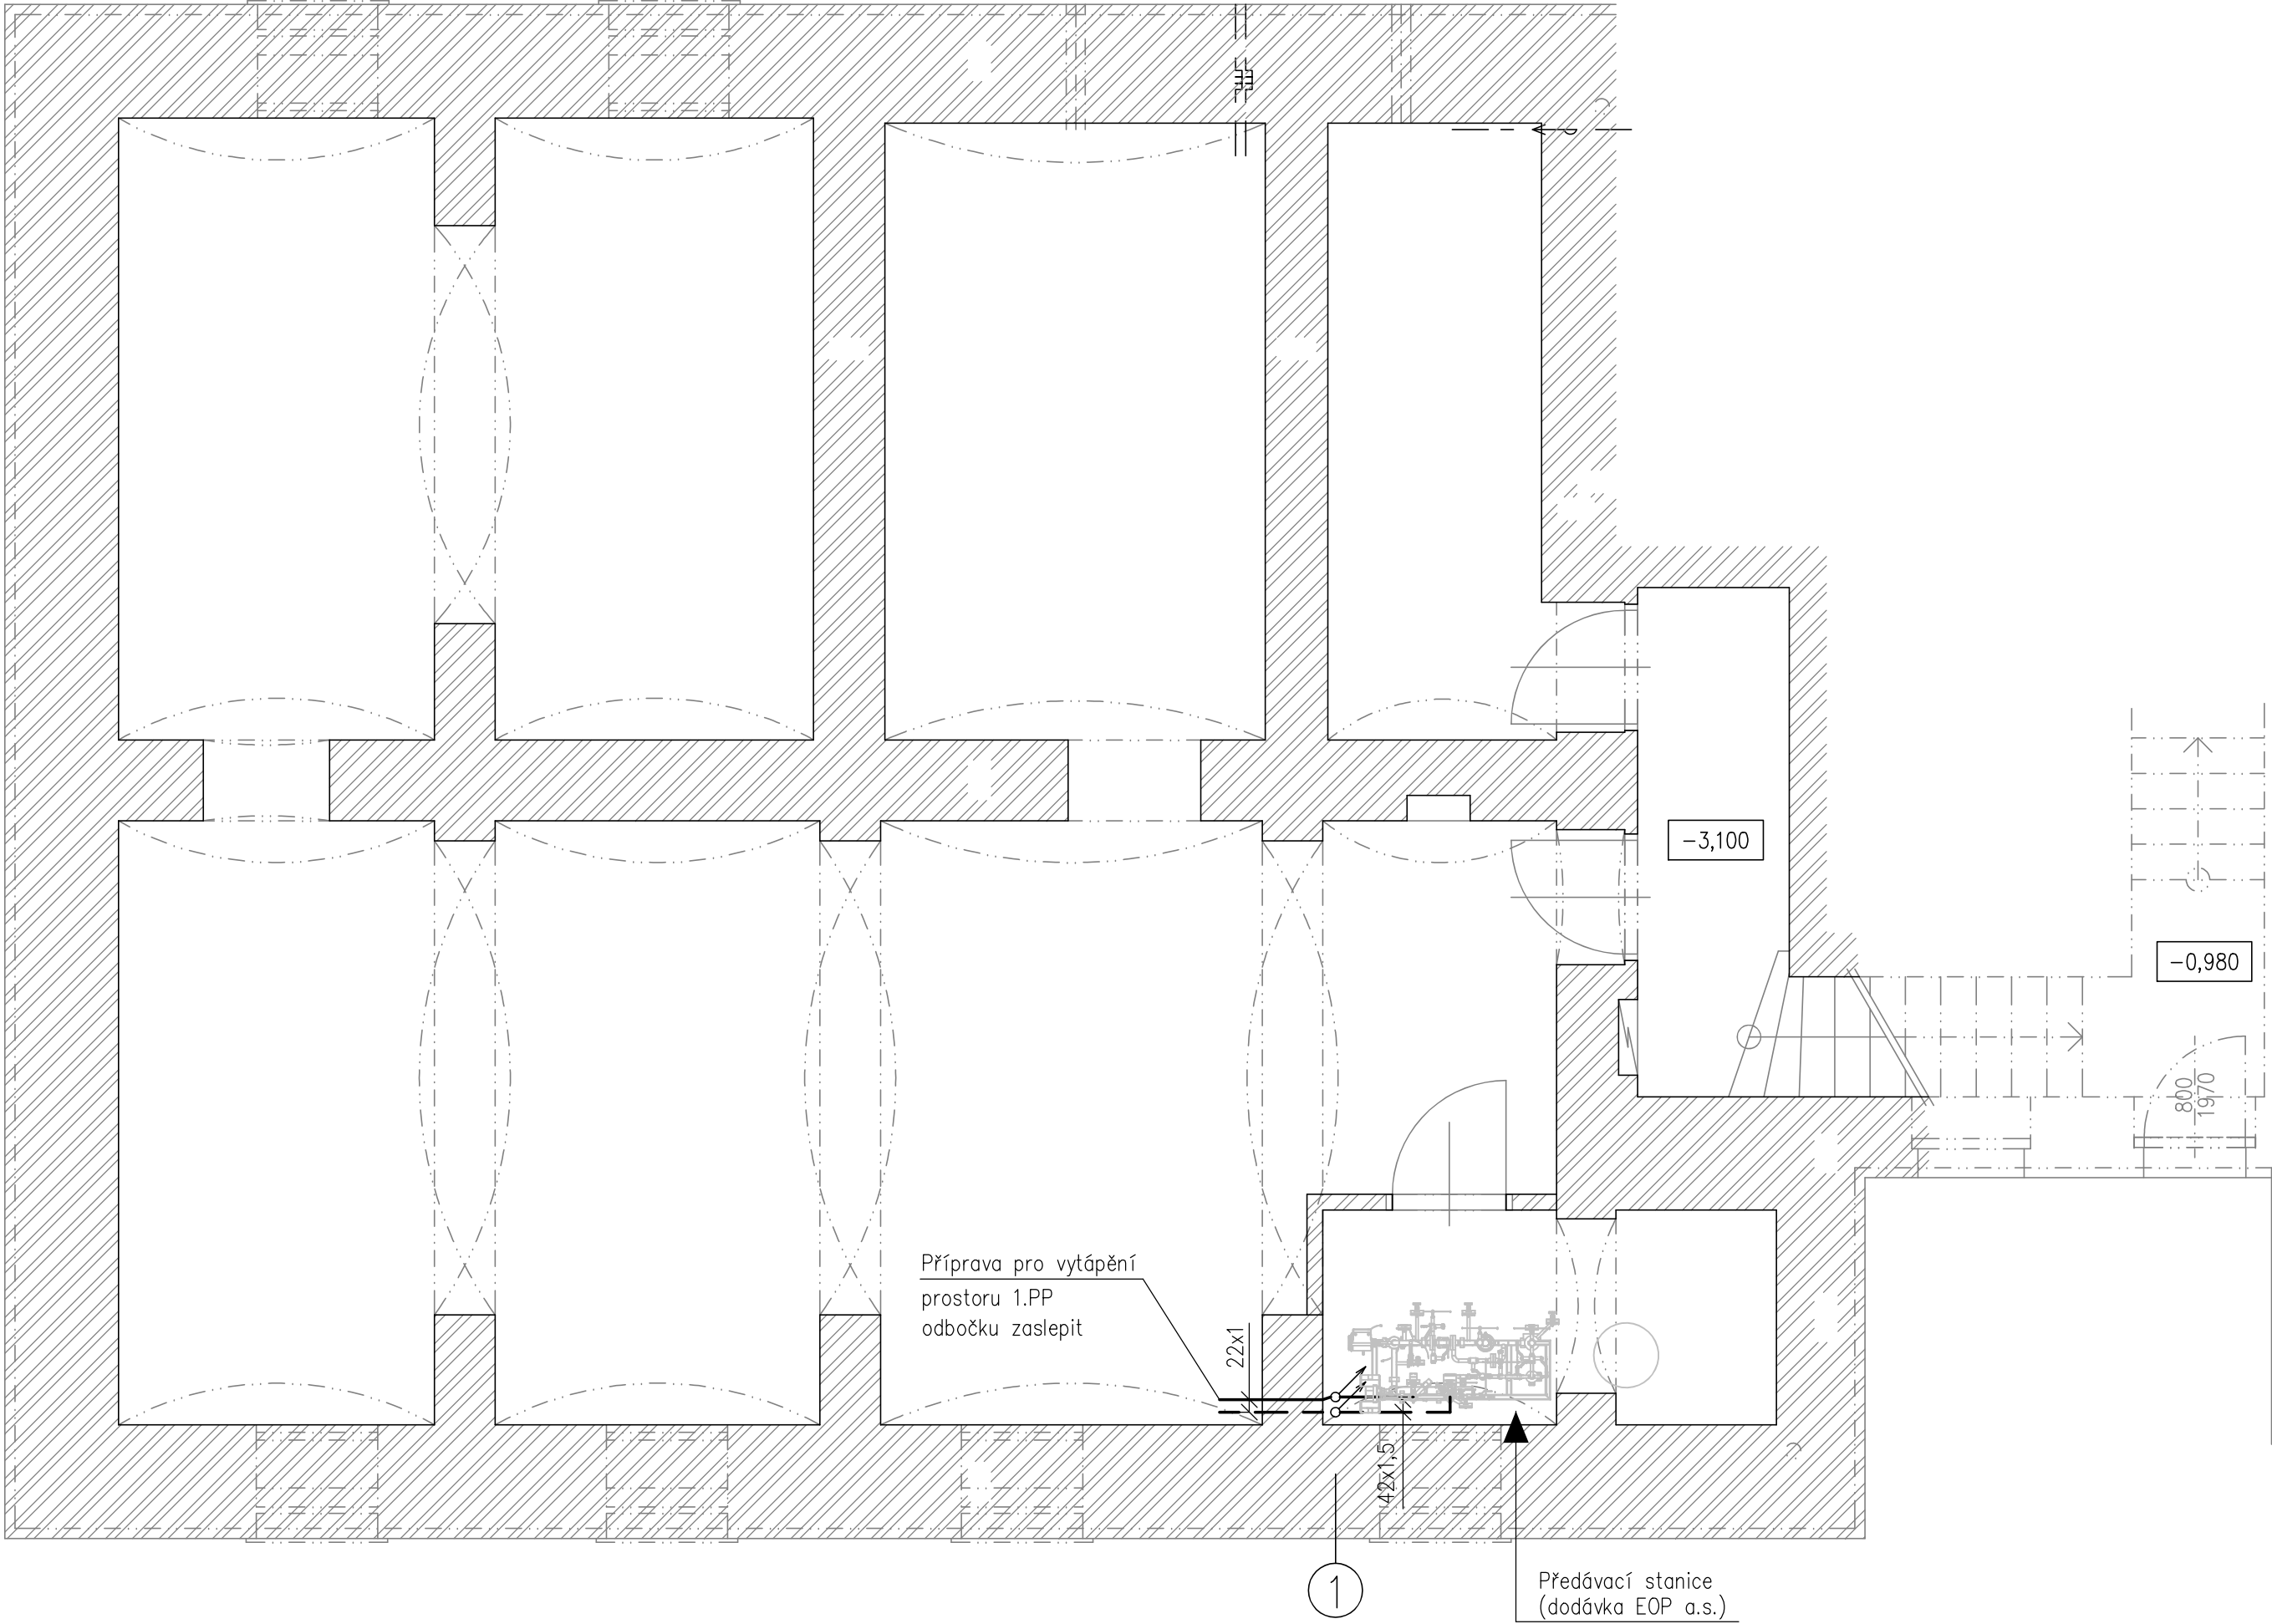 -3,100
-0,980
800
1970
Příprava pro vytápění
prostoru 1.PP
odbočku zaslepit
22x1
42x1,5
1
Předávací stanice
(dodávka EOP a.s.)